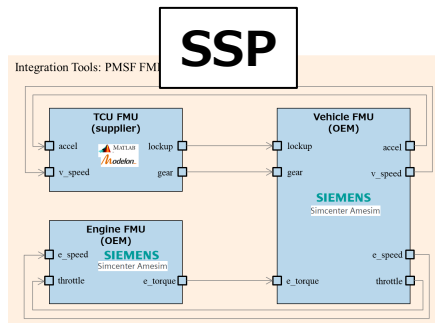 SSP
Integration Tools: PMSF FMI
TCU FMU
(supplier)
accel
MATLAB
Modelon.
lockup
v_speed
gear
Vehicle FMU
(OEM)
lockup
accel
gear
v_speed
SIEMENS
Simcenter Amesim
e_speed
e_torque
throttle
Engine FMU
(OEM)
e_speed
SIEMENS
Simcenter Amesim
throttle
e_torque